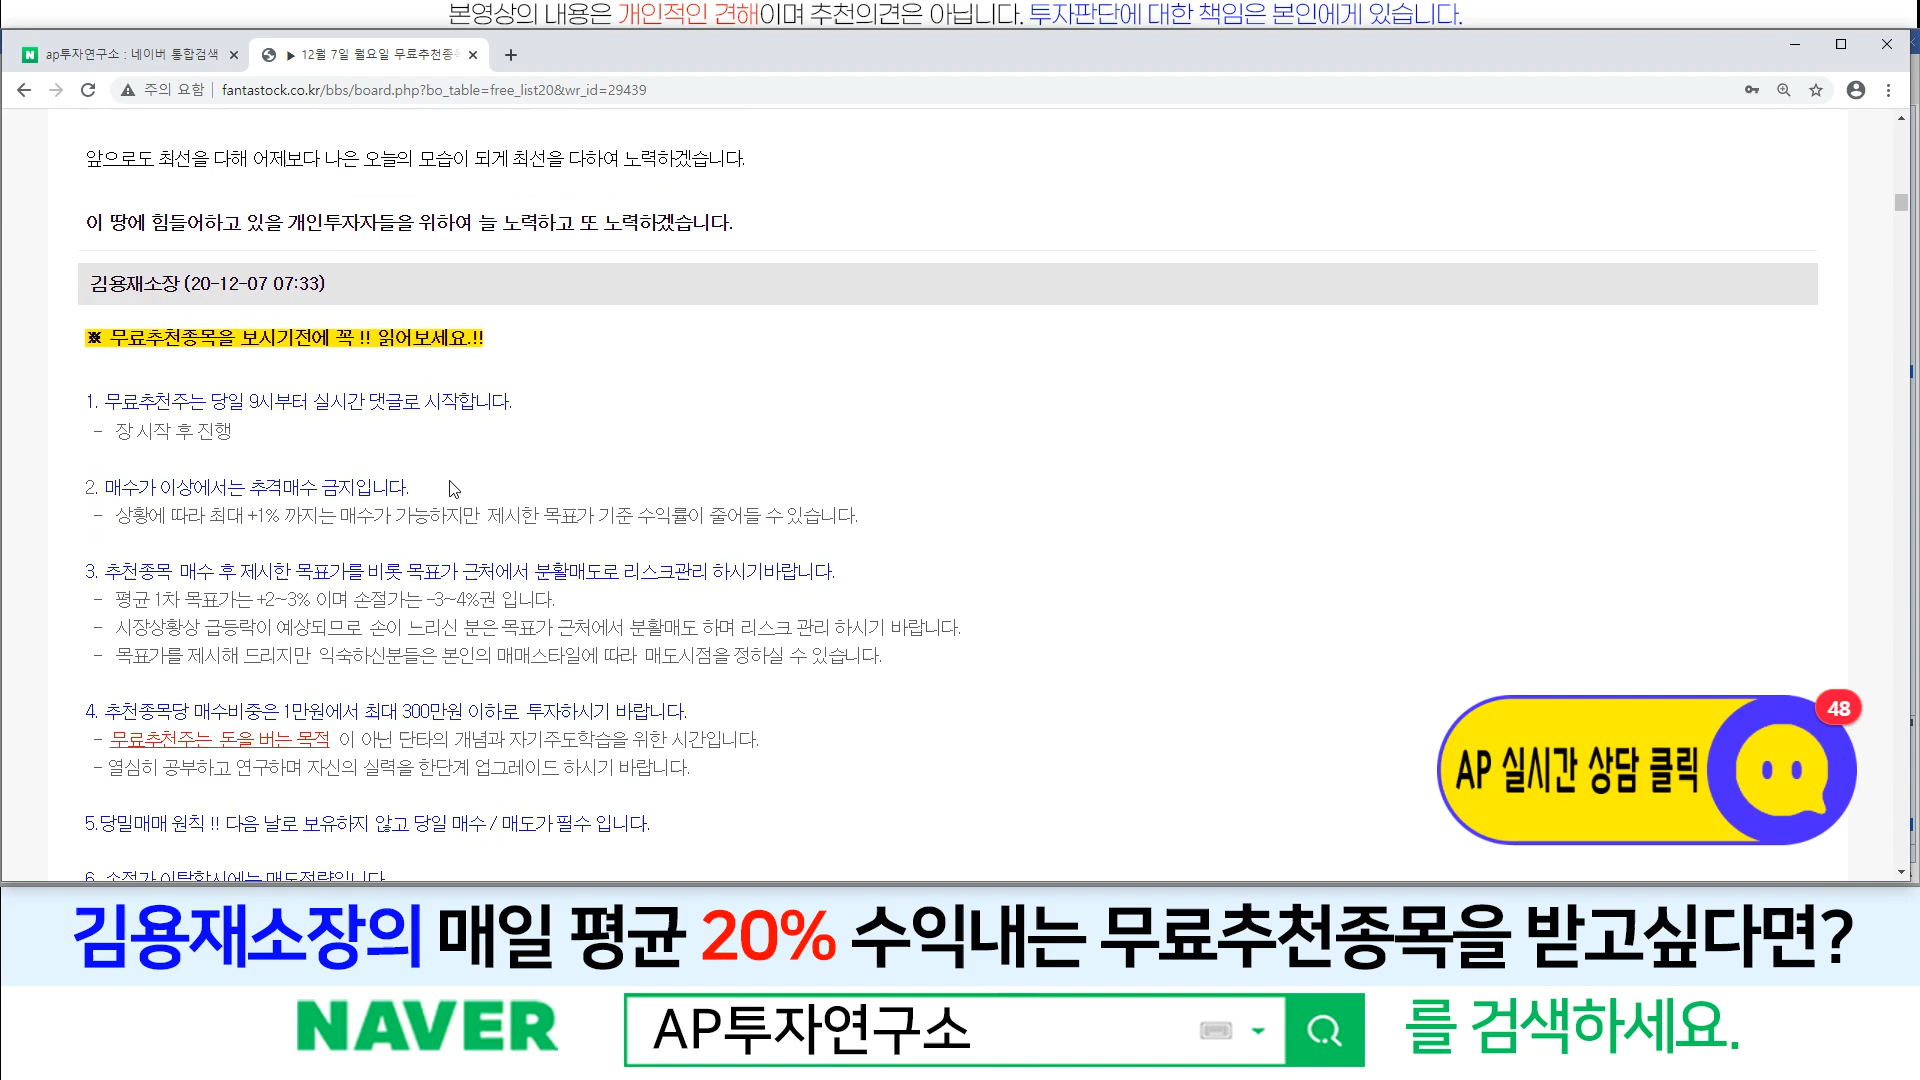 본영상의 내용은 개인적인 견해이며 추천의견은 아닙니다. 투자판단에 대한 책임은 본인에게 있습니다.
ap투자연구소 : 네이버 통합검색
▶ 12월 7일 월요일 무료추천종목
주의 요함 | fantastock.co.kr/bbs/board.php?bo_table=free_list20&wr_id=29439
앞으로도 최선을 다해 어제보다 나은 오늘의 모습이 되게 최선을 다하여 노력하겠습니다.
이 땅에 힘들어하고 있을 개인투자자들을 위하여 늘 노력하고 또 노력하겠습니다.
김용재소장 (20-12-07 07:33)
※ 무료추천종목을 보시기전에 꼭 !! 읽어보세요.!!
1. 무료추천주는 당일 9시부터 실시간 댓글로 시작합니다.
- 장 시작 후 진행
2. 매수가 이상에서는 추격매수 금지입니다.
- 상황에 따라 최대 +1% 까지는 매수가 가능하지만 제시한 목표가 기준 수익률이 줄어들 수 있습니다.
3. 추천종목 매수 후 제시한 목표가를 비롯 목표가 근처에서 분활매도로 리스크관리 하시기바랍니다.
- 평균 1차 목표가는 +2~3% 이며 손절가는 -3~4%권 입니다.
- 시장상황상 급등락이 예상되므로 손이 느리신 분은 목표가 근처에서 분활매도 하며 리스크 관리 하시기 바랍니다.
- 목표가를 제시해 드리지만 익숙하신분들은 본인의 매매스타일에 따라 매도시점을 정하실 수 있습니다.
4. 추천종목당 매수비중은 1만원에서 최대 300만원 이하로 투자하시기 바랍니다.
- 무료추천주는 돈을 버는 목적 이 아닌 단타의 개념과 자기주도학습을 위한 시간입니다.
- 열심히 공부하고 연구하며 자신의 실력을 한단계 업그레이드 하시기 바랍니다.
5.당밀매매 원칙 !! 다음 날로 보유하지 않고 당일 매수 / 매도가 필수 입니다.
6. 손절가 이탈할시에는 매도전략입니다.
48
AP 실시간 상담 클릭
김용재소장의 매일 평균 20% 수익내는 무료추천종목을 받고싶다면?
NAVER AP투자연구소 를 검색하세요.